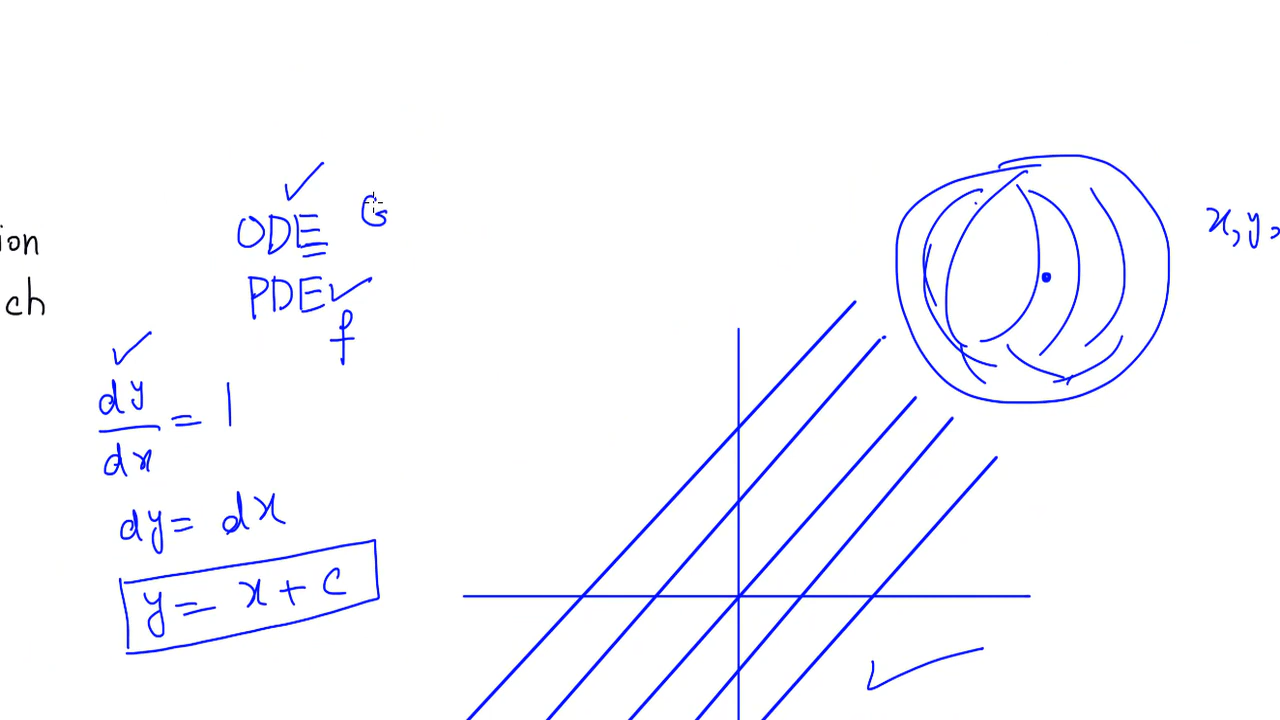 ion
ch
ODE G
PDE
f
dy/dx = 1
dy = dx
y = x + c
x, y,